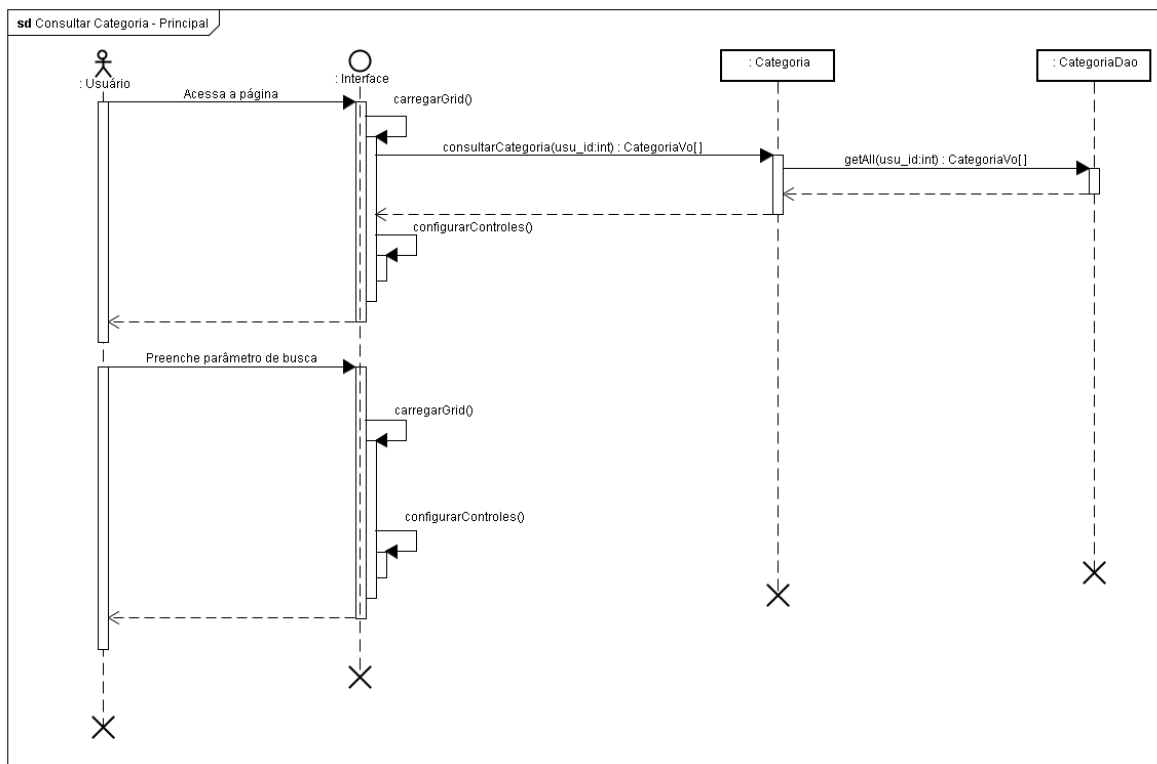 sd Consultar Categoria - Principal
: Usuário
: Interface
: Categoria
: CategoriaDao
Acessa a página
carregarGrid()
consultarCategoria(usu_id:int) : CategoriaVo[]
getAll(usu_id:int) : CategoriaVo[]
configurarControles()
Preenche parâmetro de busca
carregarGrid()
configurarControles()